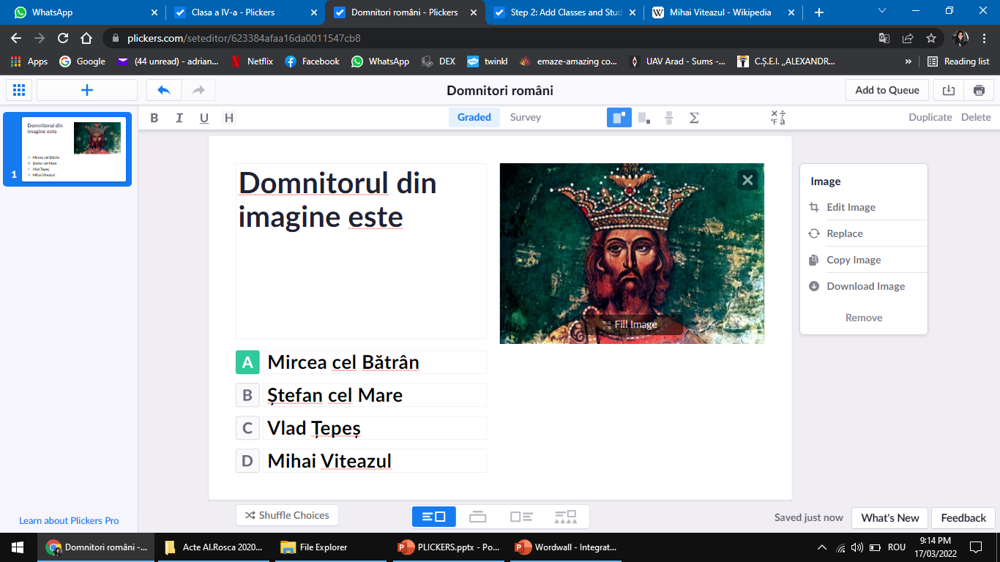 WhatsApp
Clasa a IV-a - Plickers
Domnitori români - Plickers
Step 2: Add Classes and Stud
Mihai Viteazul - Wikipedia
plickers.com/seteditor/623384afaa16da0011547cb8
Apps
Google
(44 unread) - adrian...
Netflix
Facebook
WhatsApp
DEX
twinkl
emaze-amazing co...
UAV Arad - Sums -...
C.Ș.E.I. „ALEXANDR...
»
Reading list
Domnitori români
Add to Queue
B I U H
Graded
Survey
Duplicate
Delete
Domnitorul din
imagine este
A Mircea cel Bătrân
B Ștefan cel Mare
C Vlad Țepeș
D Mihai Viteazul
1
Domnitorul din
imagine este
Fill Image
A Mircea cel Bătrân
B Ștefan cel Mare
C Vlad Țepeș
D Mihai Viteazul
Image
Edit Image
Replace
Copy Image
Download Image
Remove
Learn about Plickers Pro
Shuffle Choices
Saved just now
What's New
Feedback
Domnitori români -...
Acte Al.Rosca 2020...
File Explorer
PLICKERS.pptx - Po...
Wordwall - Integrat...
ROU
9:14 PM
17/03/2022